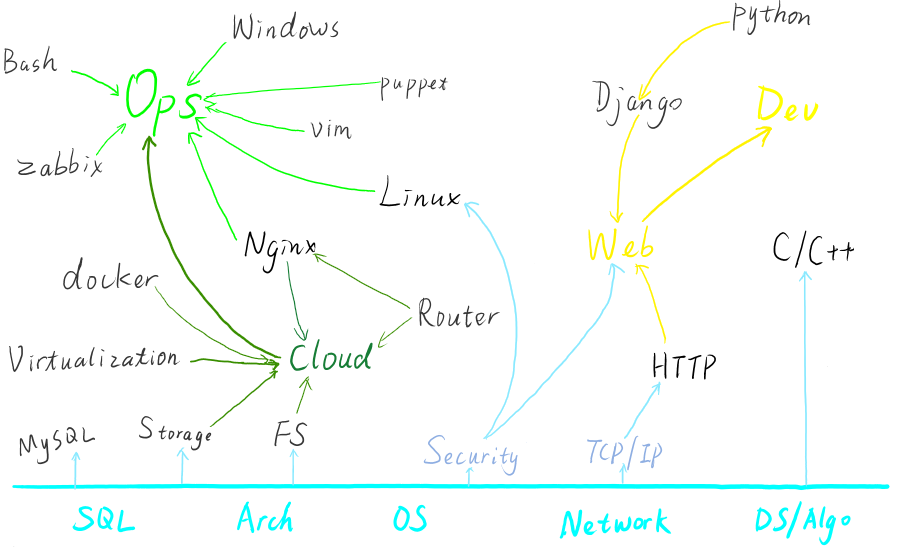 python
Windows
Bash
Ops
puppet
Django
Dev
vim
zabbix
Linux
Nginx
Web
C/C++
docker
Router
Virtualization
Cloud
HTTP
MySQL
Storage
FS
Security
TCP/IP
SQL
Arch
OS
Network
DS/Algo